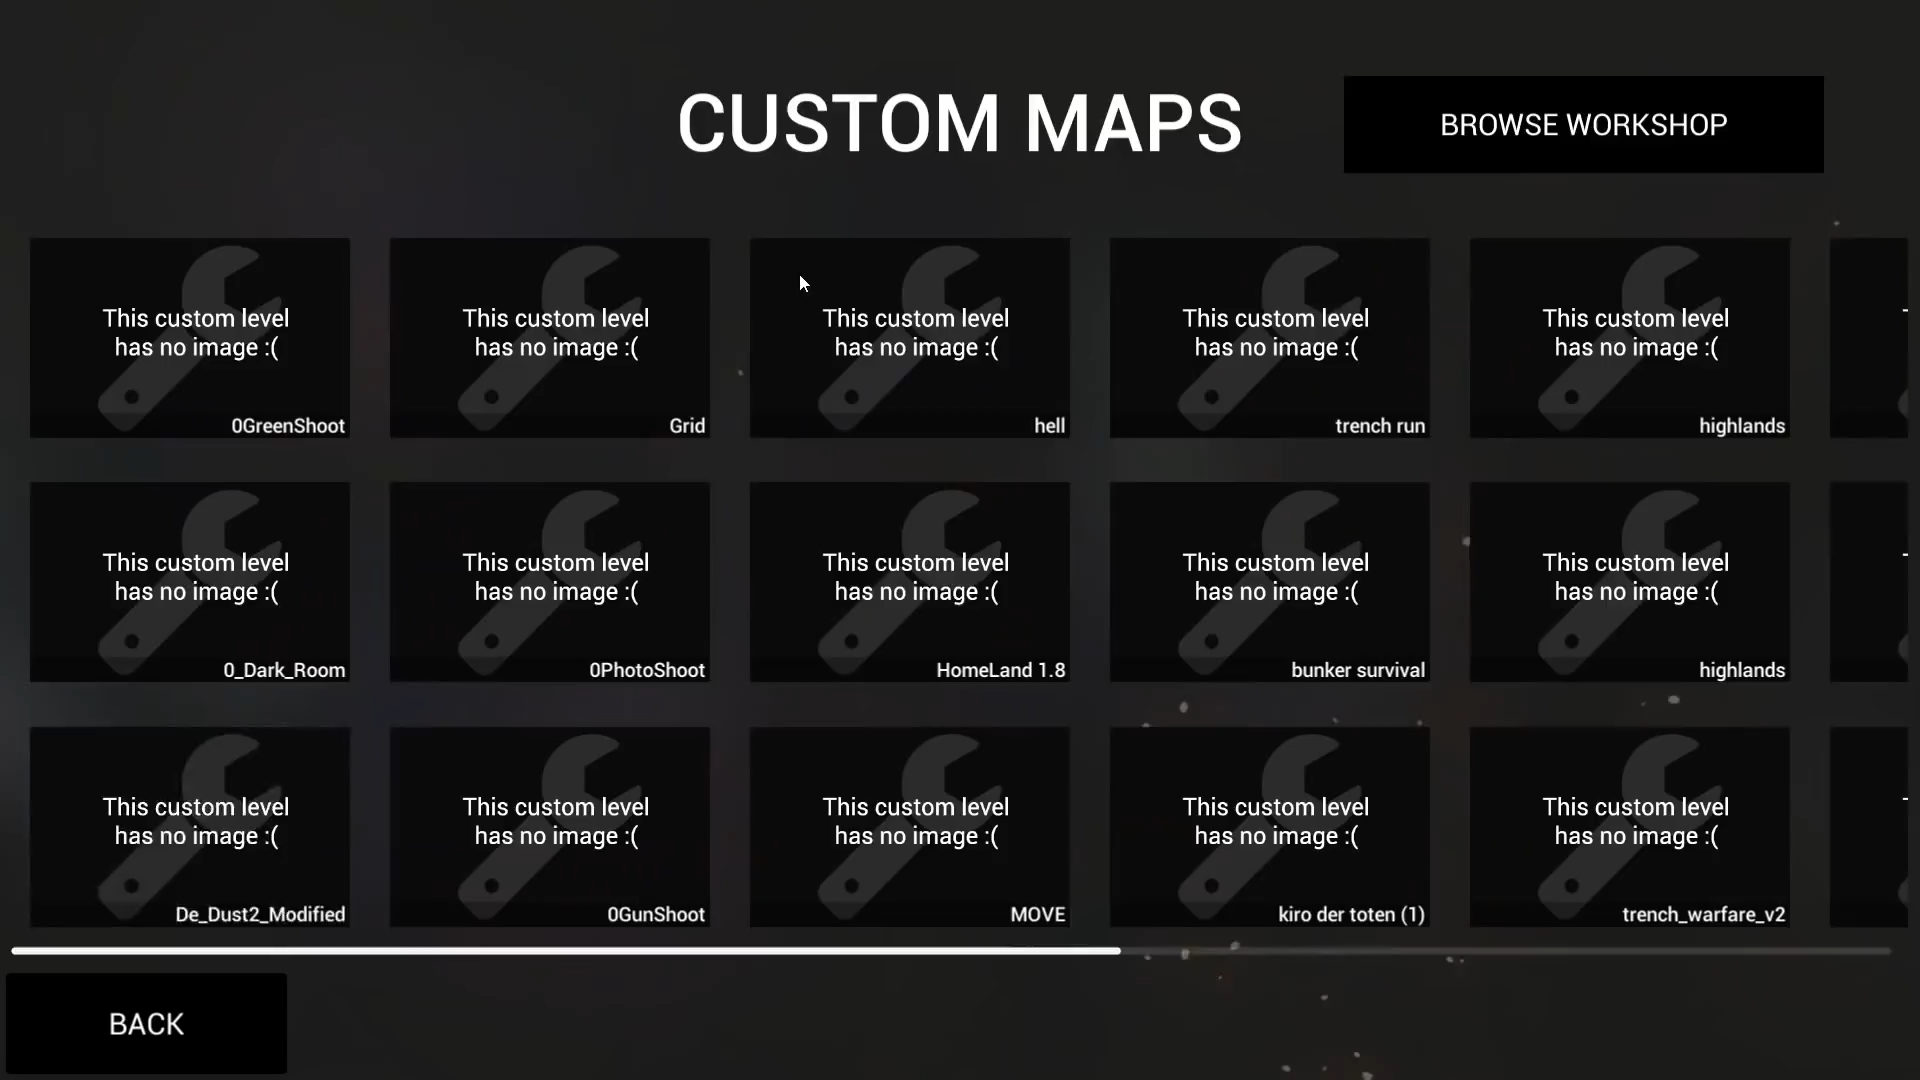 CUSTOM MAPS
BROWSE WORKSHOP
This custom level
has no image :(
0GreenShoot
This custom level
has no image :(
Grid
This custom level
has no image :(
hell
This custom level
has no image :(
trench run
This custom level
has no image :(
highlands
This custom level
has no image :(
0_Dark_Room
This custom level
has no image :(
0PhotoShoot
This custom level
has no image :(
HomeLand 1.8
This custom level
has no image :(
bunker survival
This custom level
has no image :(
highlands
This custom level
has no image :(
De_Dust2_Modified
This custom level
has no image :(
0GunShoot
This custom level
has no image :(
MOVE
This custom level
has no image :(
kiro der toten (1)
This custom level
has no image :(
trench_warfare_v2
BACK